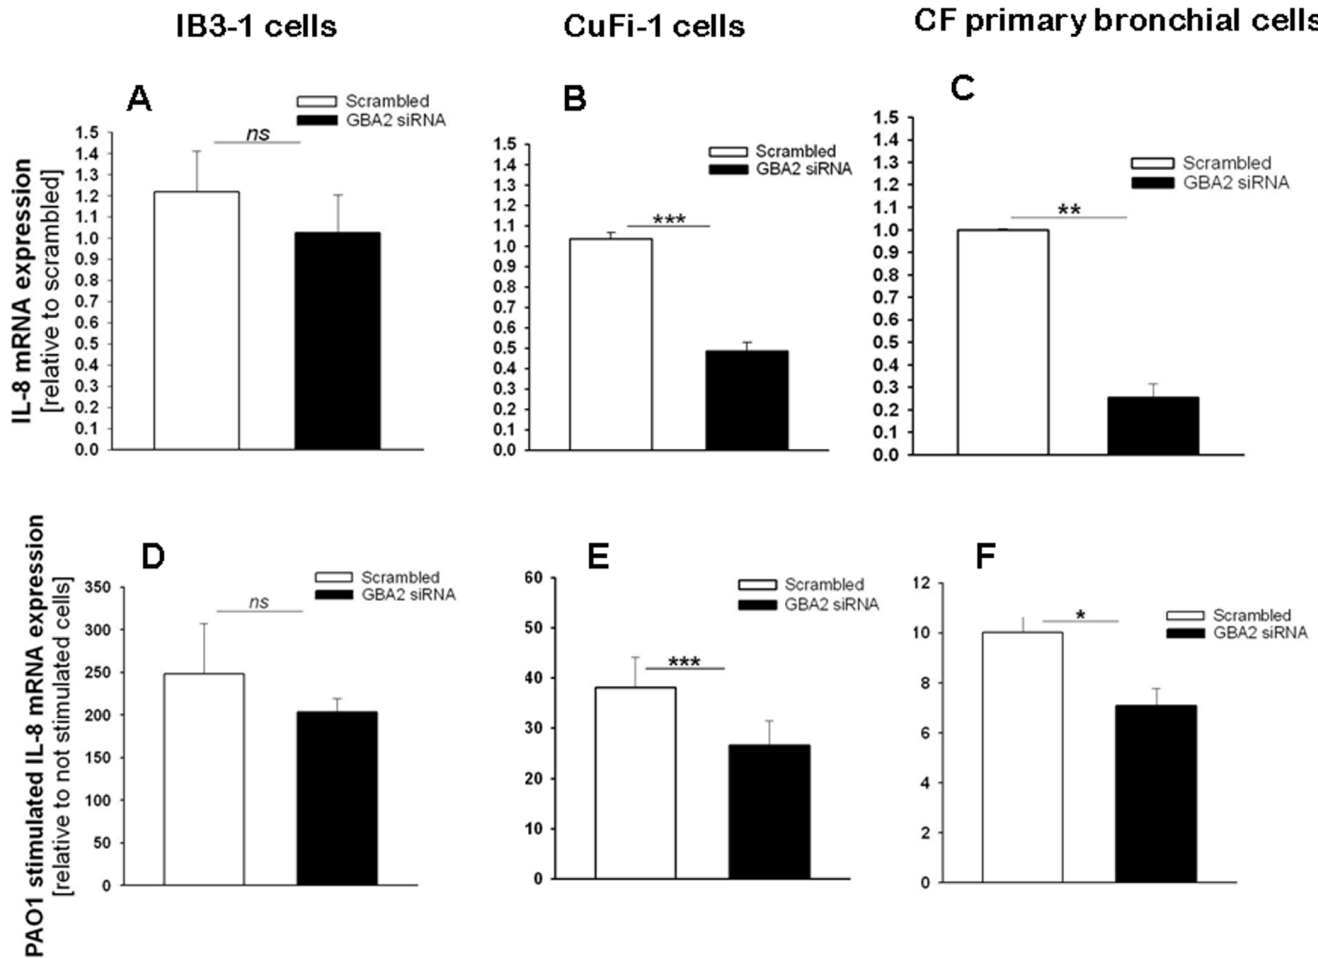 IB3-1 cells
CuFi-1 cells
CF primary bronchial cells
A
Scrambled
GBA2 siRNA
ns
IL-8 mRNA expression
[relative to scrambled]
1.5
1.4
1.3
1.2
1.1
1.0
0.9
0.8
0.7
0.6
0.5
0.4
0.3
0.2
0.1
0.0
B
Scrambled
GBA2 siRNA
***
1.5
1.4
1.3
1.2
1.1
1.0
0.9
0.8
0.7
0.6
0.5
0.4
0.3
0.2
0.1
0.0
C
Scrambled
GBA2 siRNA
**
1.5
1.4
1.3
1.2
1.1
1.0
0.9
0.8
0.7
0.6
0.5
0.4
0.3
0.2
0.1
0.0
D
Scrambled
GBA2 siRNA
ns
PAO1 stimulated IL-8 mRNA expression
[relative to not stimulated cells]
350
300
250
200
150
100
50
0
E
Scrambled
GBA2 siRNA
***
60
50
40
30
20
10
0
F
Scrambled
GBA2 siRNA
*
12
10
8
6
4
2
0